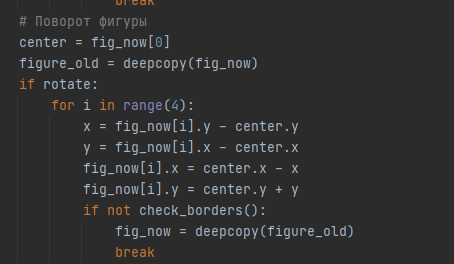 break
# Поворот фигуры
center = fig_now[0]
figure_old = deepcopy(fig_now)
if rotate:
    for i in range(4):
        x = fig_now[i].y - center.y
        y = fig_now[i].x - center.x
        fig_now[i].x = center.x - x
        fig_now[i].y = center.y + y
        if not check_borders():
            fig_now = deepcopy(figure_old)
            break